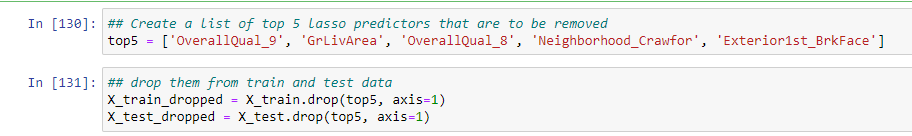 In [130]: ## Create a list of top 5 lasso predictors that are to be removed
top5 = ['OverallQual_9', 'GrLivArea', 'OverallQual_8', 'Neighborhood_Crawfor', 'Exterior1st_BrkFace']
In [131]: ## drop them from train and test data
X_train_dropped = X_train.drop(top5, axis=1)
X_test_dropped = X_test.drop(top5, axis=1)